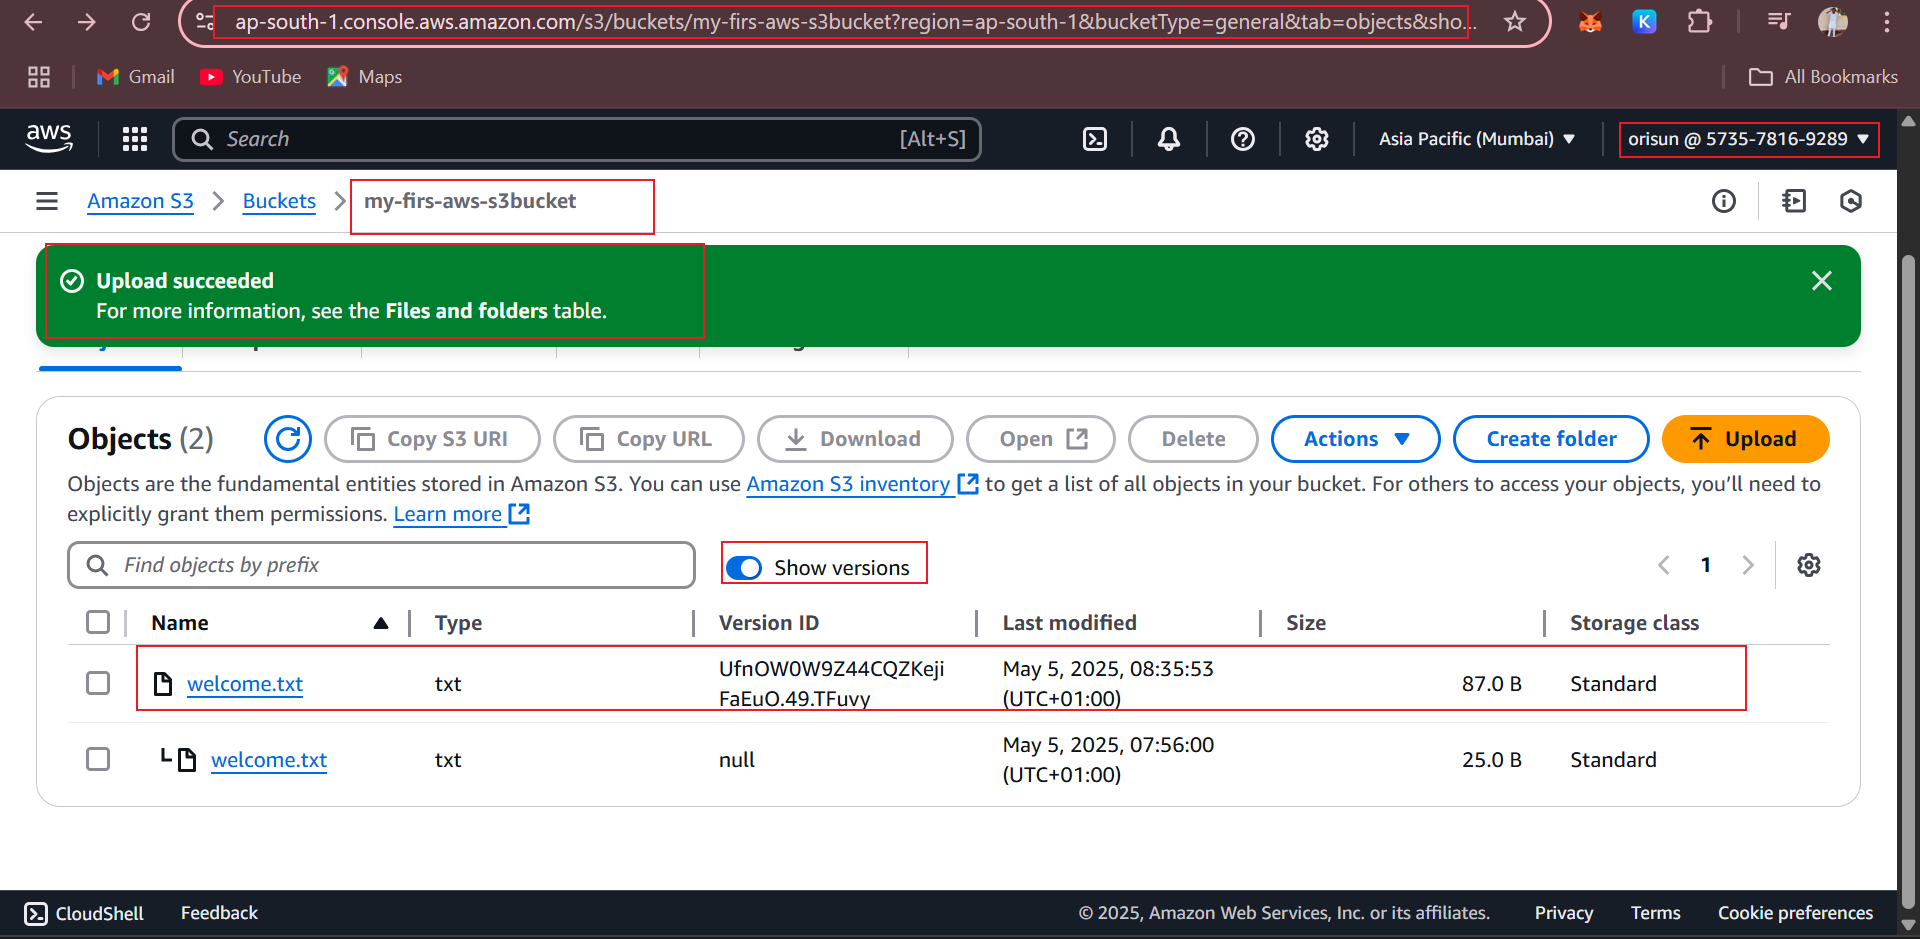 ap-south-1.console.aws.amazon.com/s3/buckets/my-firs-aws-s3bucket?region=ap-south-1&bucketType=general&tab=objects&sho...
K
Gmail
YouTube
Maps
All Bookmarks
aws
Search
[Alt+S]
Asia Pacific (Mumbai)
orisun @ 5735-7816-9289
Amazon S3
Buckets
my-firs-aws-s3bucket
Upload succeeded
For more information, see the Files and folders table.
Objects (2)
Copy S3 URI
Copy URL
Download
Open
Delete
Actions
Create folder
Upload
Objects are the fundamental entities stored in Amazon S3. You can use Amazon S3 inventory to get a list of all objects in your bucket. For others to access your objects, you’ll need to
explicitly grant them permissions. Learn more
Find objects by prefix
Show versions
1
Name
Type
Version ID
Last modified
Size
Storage class
welcome.txt
txt
UfnOW0W9Z44CQZKeji
FaEuO.49.TFuvy
May 5, 2025, 08:35:53
(UTC+01:00)
87.0 B
Standard
welcome.txt
txt
null
May 5, 2025, 07:56:00
(UTC+01:00)
25.0 B
Standard
CloudShell
Feedback
© 2025, Amazon Web Services, Inc. or its affiliates.
Privacy
Terms
Cookie preferences